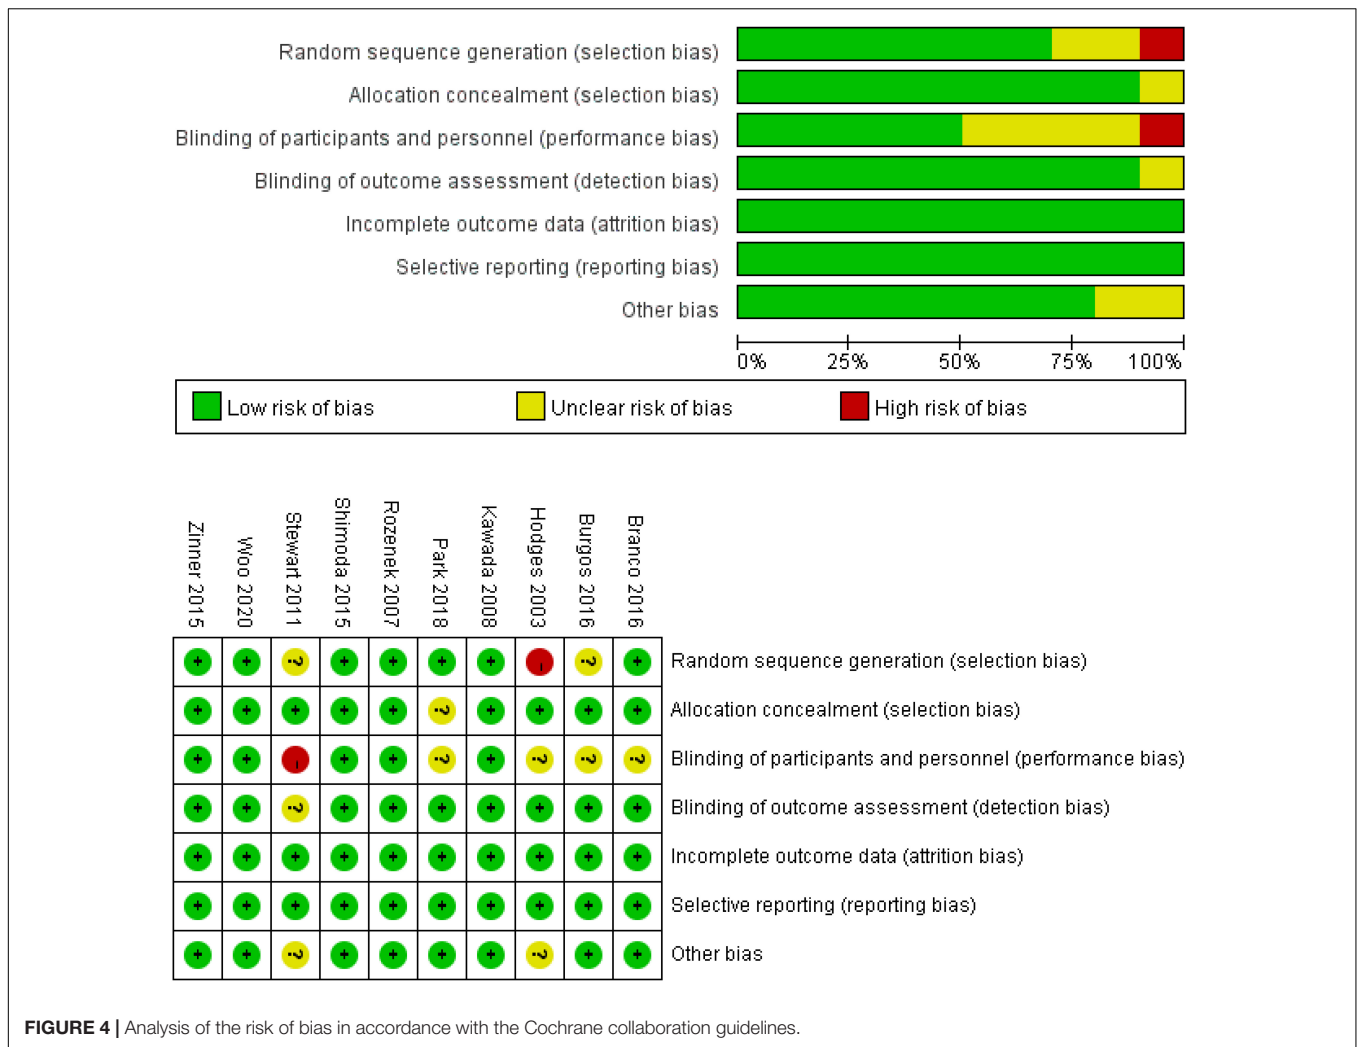 Random sequence generation (selection bias)
Allocation concealment (selection bias)
Blinding of participants and personnel (performance bias)
Blinding of outcome assessment (detection bias)
Incomplete outcome data (attrition bias)
Selective reporting (reporting bias)
Other bias
0% 25% 50% 75% 100%
Low risk of bias Unclear risk of bias High risk of bias
Zinner 2015
Woo 2020
Stewart 2011
Shimoda 2015
Rozenek 2007
Park 2018
Kawada 2008
Hodges 2003
Burgos 2016
Branco 2016
+ + ? + + + + - ? + Random sequence generation (selection bias)
+ + + + + ? + + + + Allocation concealment (selection bias)
+ + - + + ? + ? ? ? Blinding of participants and personnel (performance bias)
+ + ? + + + + + + + Blinding of outcome assessment (detection bias)
+ + + + + + + + + + Incomplete outcome data (attrition bias)
+ + + + + + + + + + Selective reporting (reporting bias)
+ + ? + + + + ? + + Other bias
FIGURE 4 | Analysis of the risk of bias in accordance with the Cochrane collaboration guidelines.